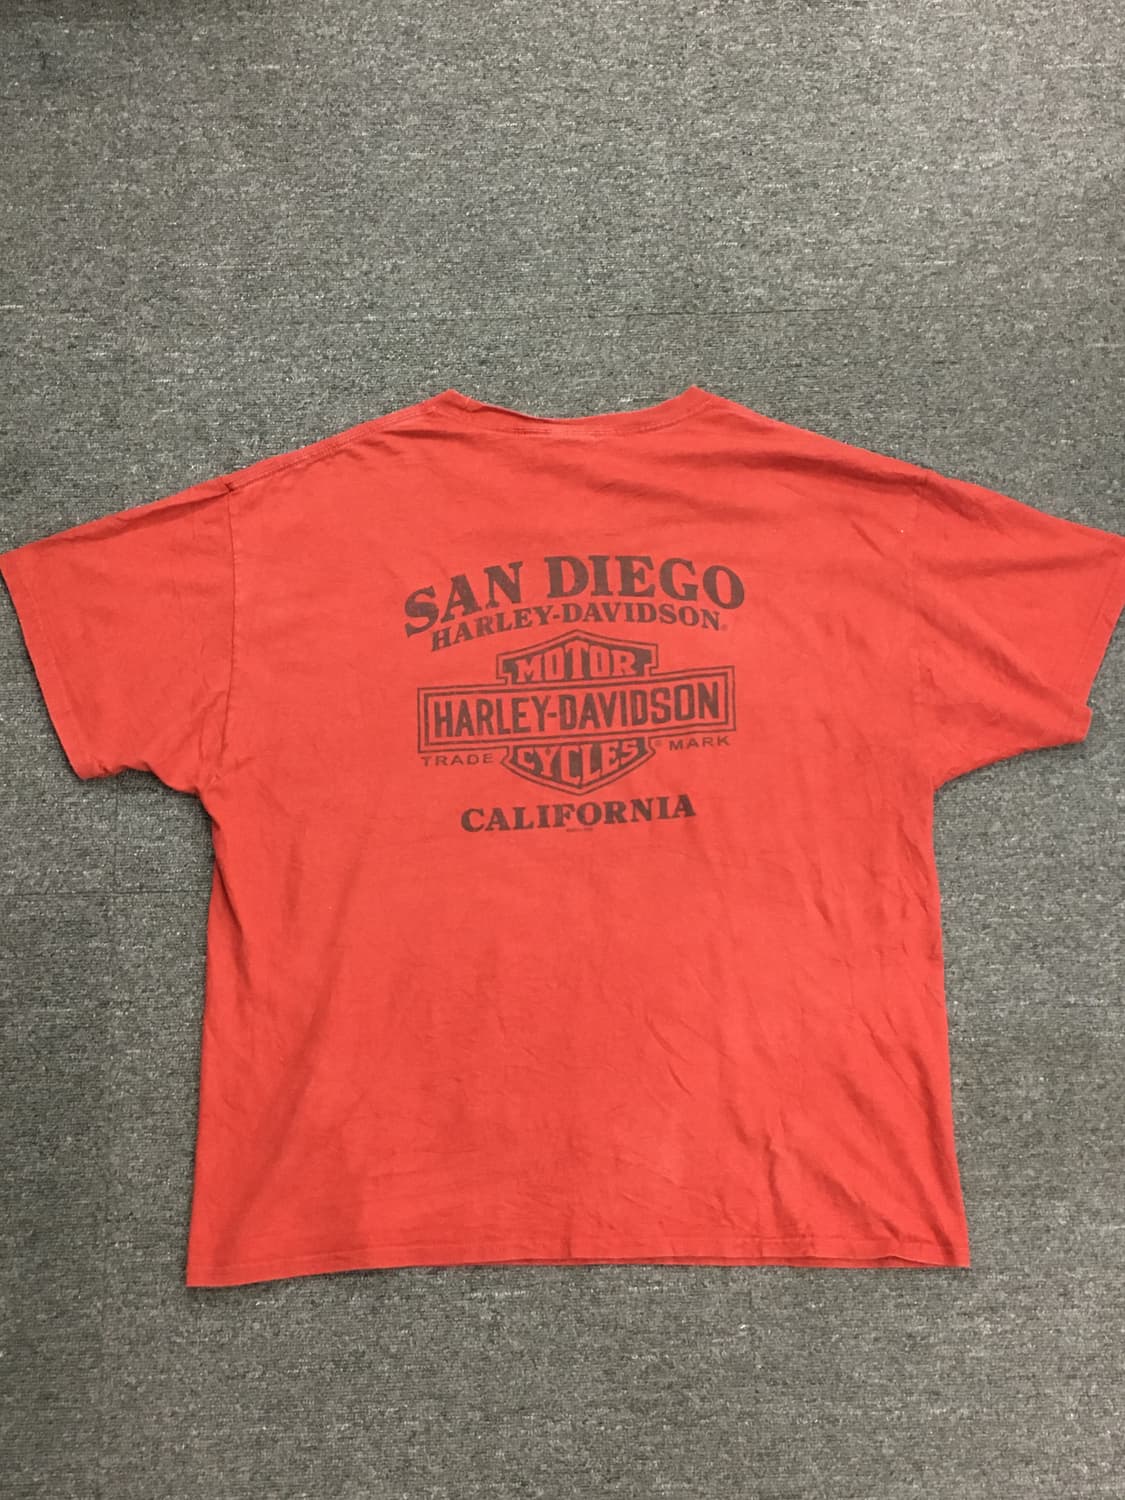 SAN DIEGO
HARLEY-DAVIDSON®
MOTOR
HARLEY-DAVIDSON
TRADE CYCLES ® MARK
CALIFORNIA